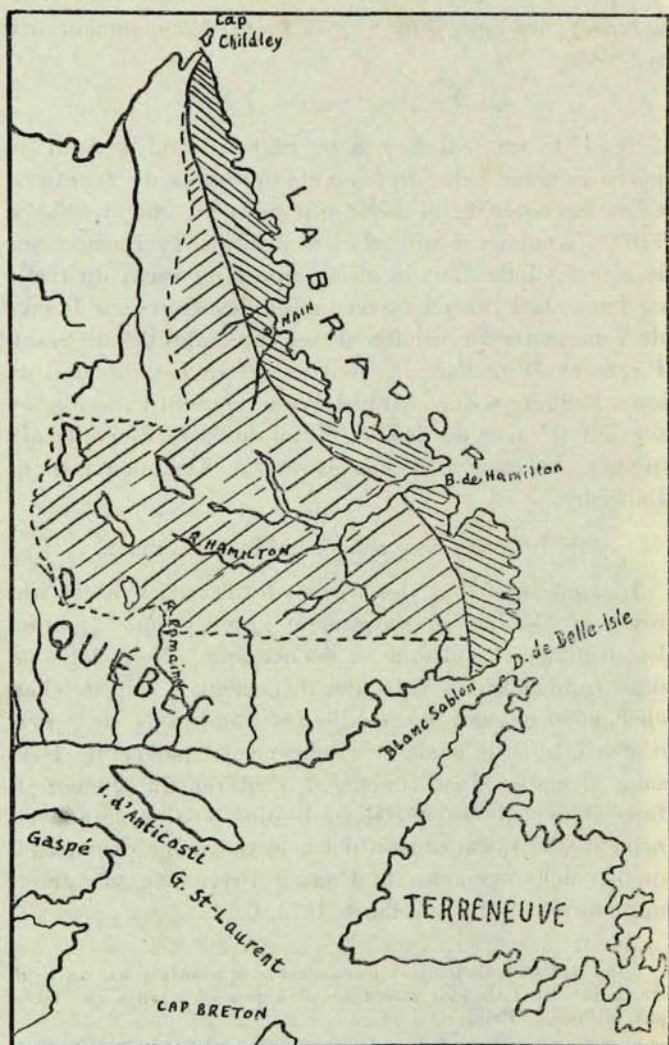 Cap
Childley
LABRADOR
NAIN
B. de Hamilton
R. HAMILTON
R. Romaine
QUÉBEC
D. de Belle-Isle
Blanc Sablon
I. d'Anticosti
Gaspé
G. St-Laurent
TERRENEUVE
CAP BRETON